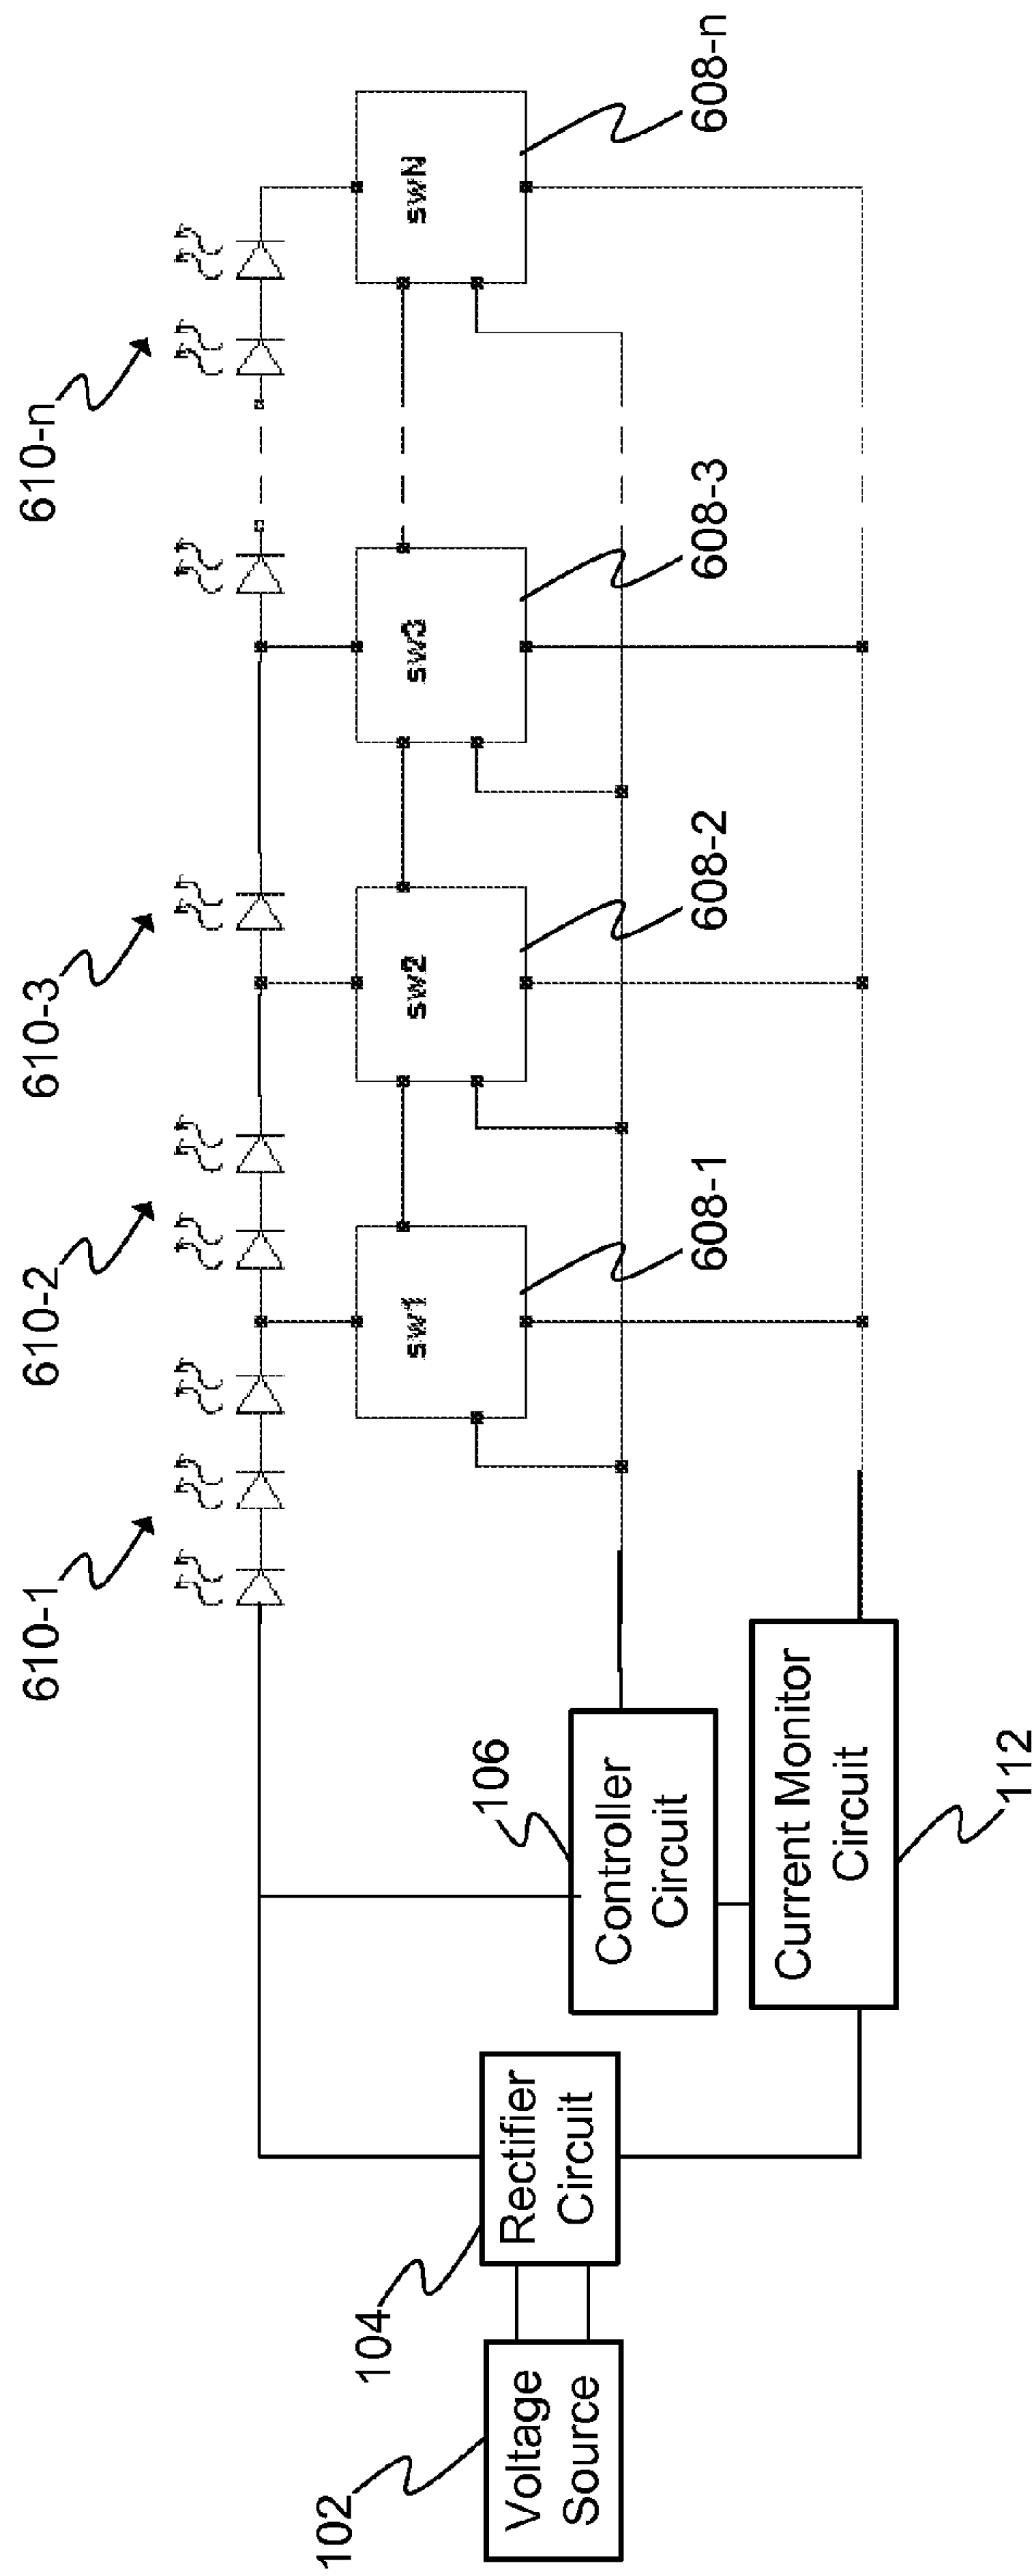 610-1
610-2
610-3
610-n
sw1
sw2
sw3
swN
608-1
608-2
608-3
608-n
102
Voltage
Source
104
Rectifier
Circuit
106
Controller
Circuit
Current Monitor
Circuit
112